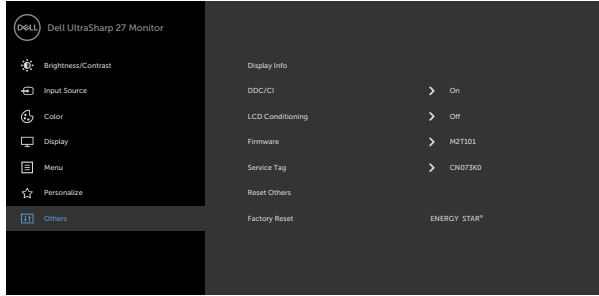 DELL Dell UltraSharp 27 Monitor
Brightness/Contrast Display Info
Input Source DDC/CI On
Color LCD Conditioning Off
Display Firmware M2T101
Menu Service Tag CN073K0
Personalize Reset Others
Others Factory Reset ENERGY STAR®